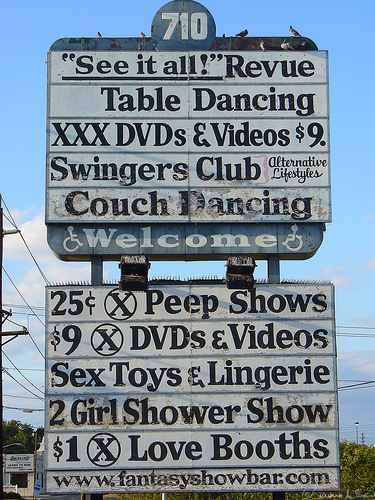 710
"See it all!" Revue
Table Dancing
XXX DVDs & Videos $9.
Swingers Club Alternative Lifestyles
Couch Dancing
Welcome
25¢ X Peep Shows
$9 X DVDs & Videos
Sex Toys & Lingerie
2 Girl Shower Show
$1 X Love Booths
www.fantasyshowbar.com